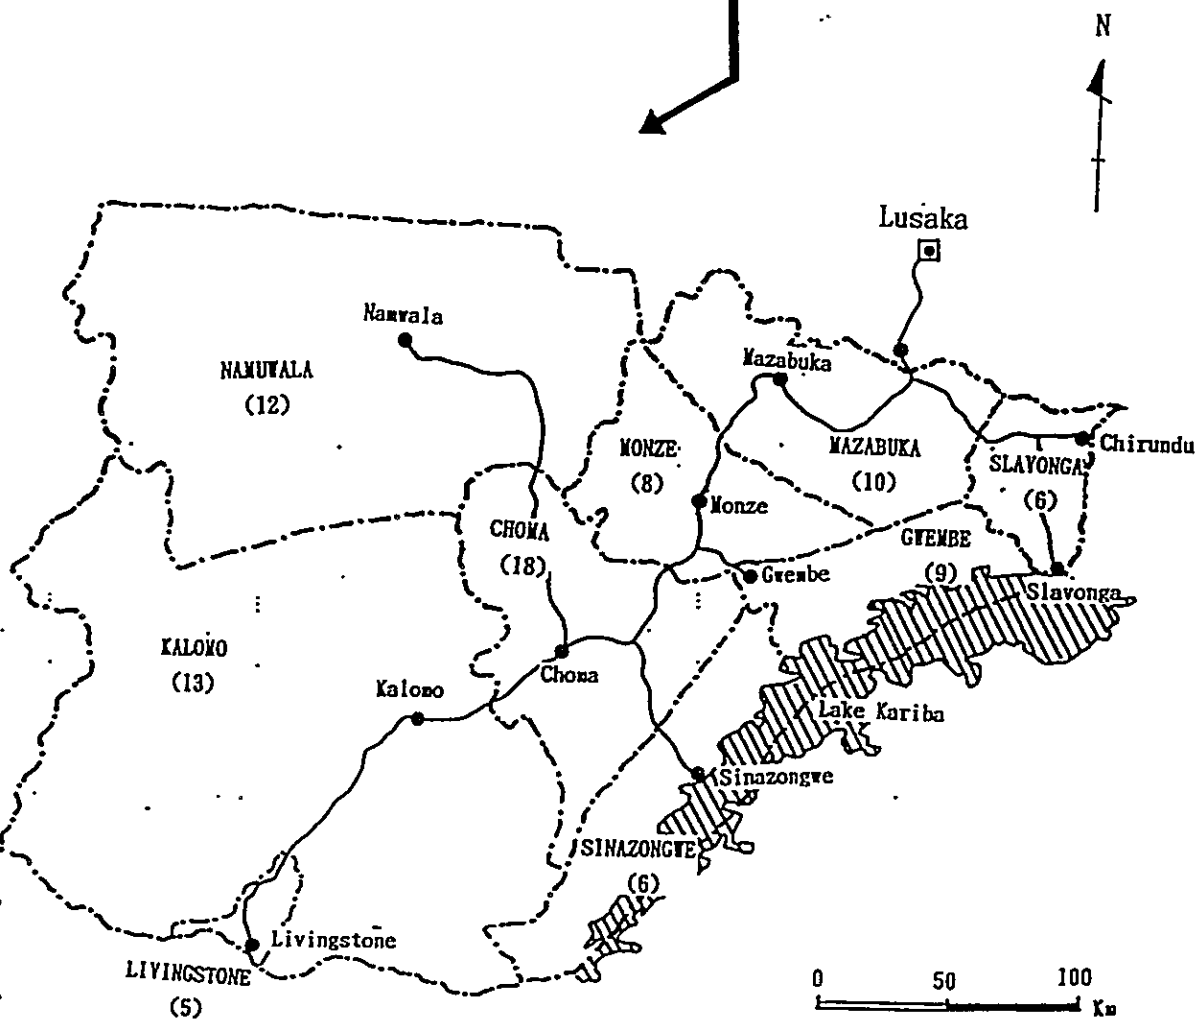 N
Lusaka
Namwala
NAMUWALA
(12)
Mazabuka
MONZE
(8)
MAZABUKA
(10)
SLAVONGA
(6)
Chirundu
Monze
CHOMA
(18)
GWEMBE
(9)
Gwembe
Slavonga
KALOMO
(13)
Choma
Kalomo
Lake Kariba
Sinazongwe
SINAZONGWE
(6)
Livingstone
LIVINGSTONE
(5)
0 50 100
Km